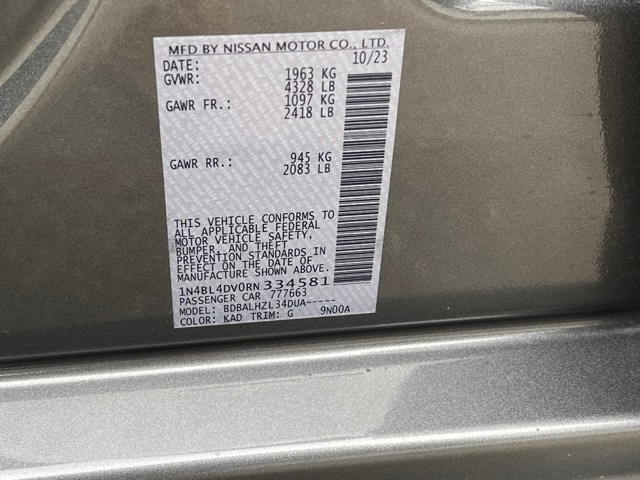 MFD BY NISSAN MOTOR CO., LTD.
DATE: 10/23
GVWR: 1963 KG
4328 LB
GAWR FR.: 1097 KG
2418 LB
GAWR RR.: 945 KG
2083 LB
THIS VEHICLE CONFORMS TO
ALL APPLICABLE FEDERAL
MOTOR VEHICLE SAFETY,
BUMPER, AND THEFT
PREVENTION STANDARDS IN
EFFECT ON THE DATE OF
MANUFACTURE SHOWN ABOVE.
1N4BL4DV0RN334581
PASSENGER CAR 777663
MODEL: BDBALHZL34DUA-----
COLOR: KAD TRIM: G 9N00A